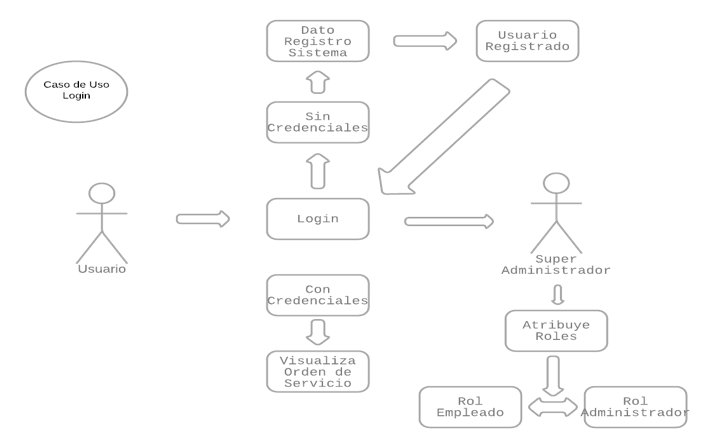 Dato
Registro
Sistema
Usuario
Registrado
Caso de Uso
Login
Sin
Credenciales
Login
Usuario
Super
Administrador
Con
Credenciales
Atribuye
Roles
Visualiza
Orden de
Servicio
Rol
Empleado
Rol
Administrador